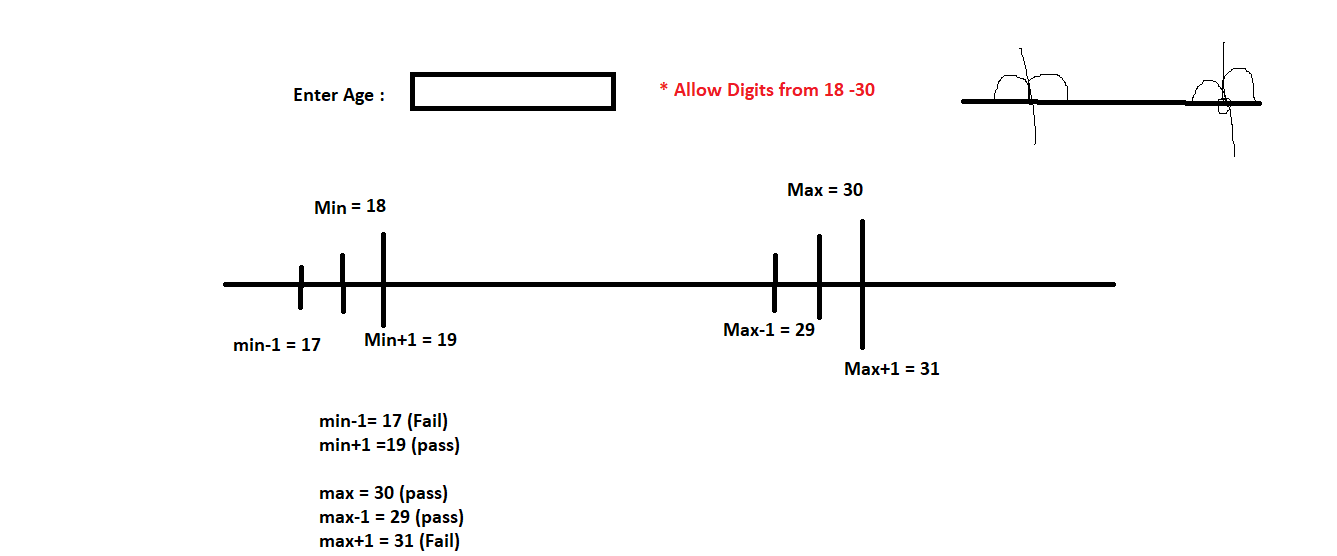 Enter Age :
* Allow Digits from 18 -30
Min = 18
Max = 30
min-1 = 17
Min+1 = 19
Max-1 = 29
Max+1 = 31
min-1= 17 (Fail)
min+1 =19 (pass)
max = 30 (pass)
max-1 = 29 (pass)
max+1 = 31 (Fail)